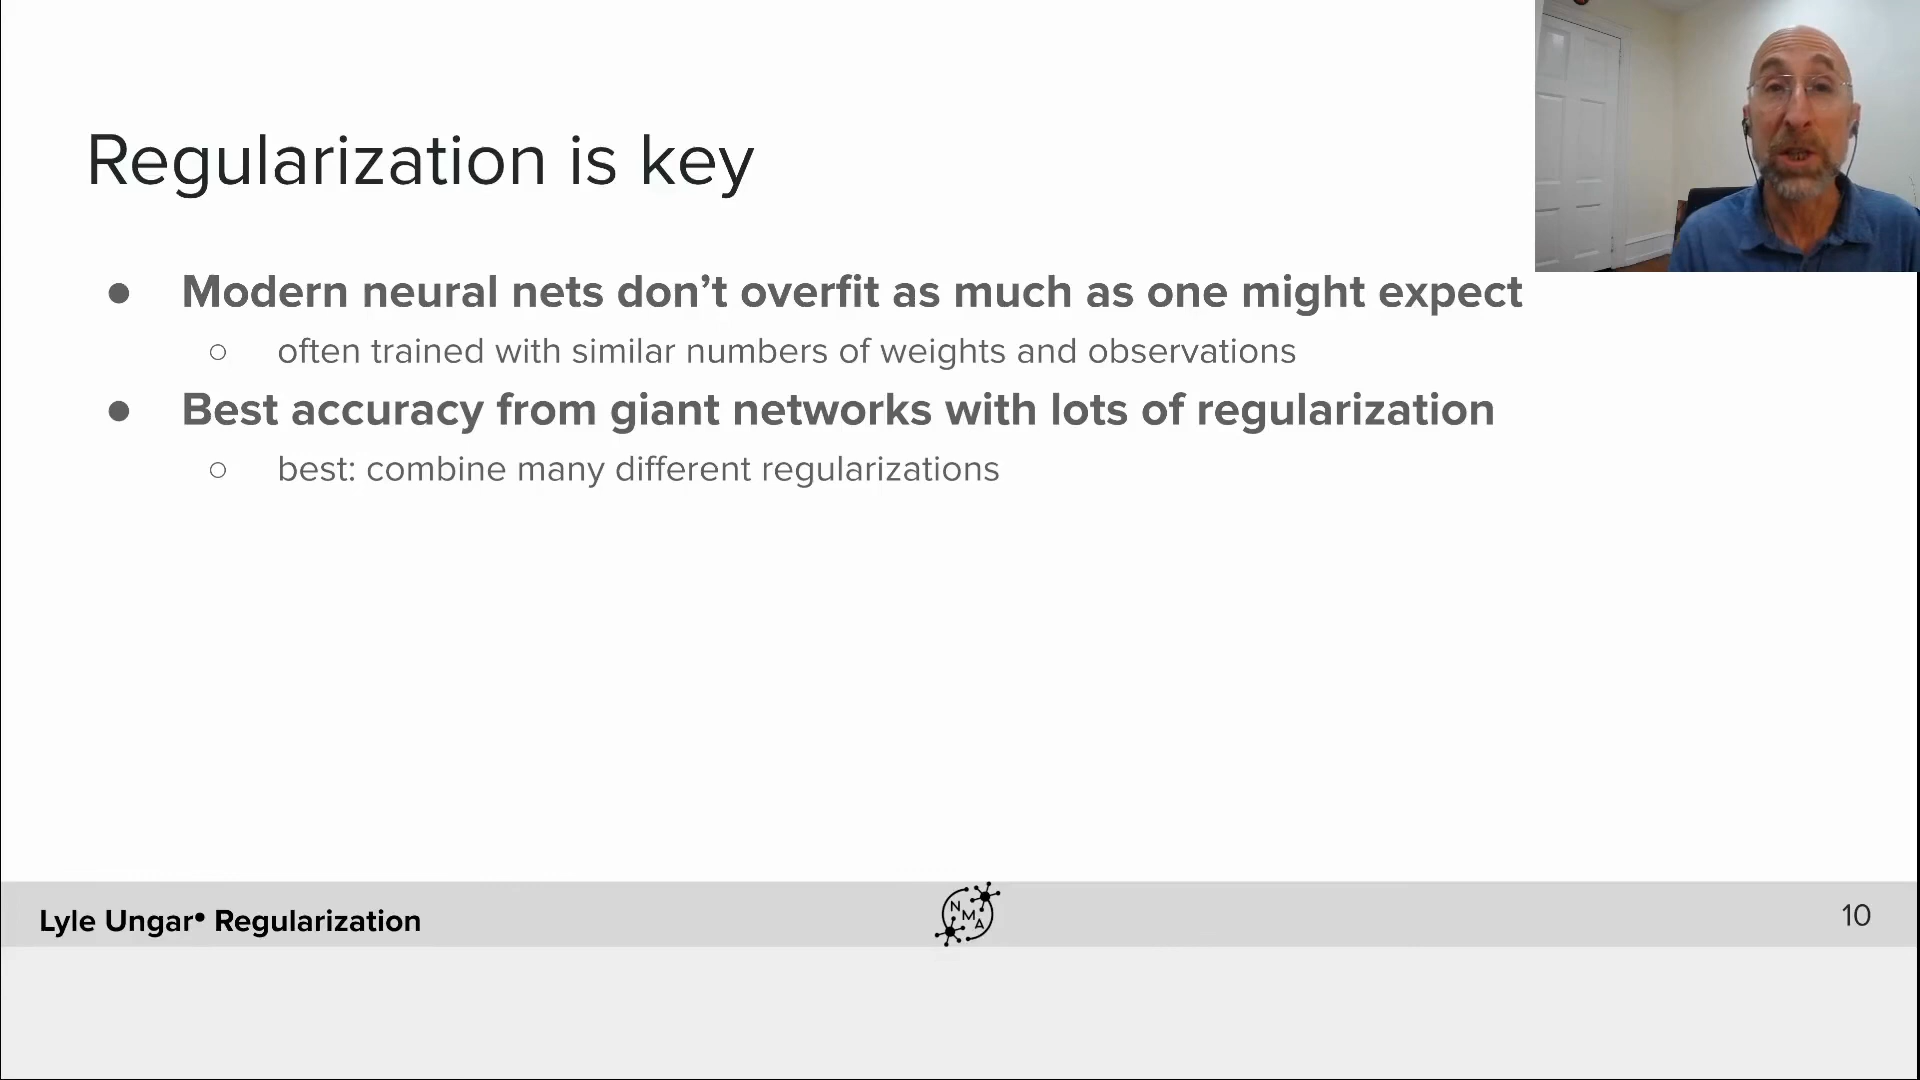 Regularization is key
● Modern neural nets don’t overfit as much as one might expect
○ often trained with similar numbers of weights and observations
● Best accuracy from giant networks with lots of regularization
○ best: combine many different regularizations
Lyle Ungar• Regularization
NMA
10